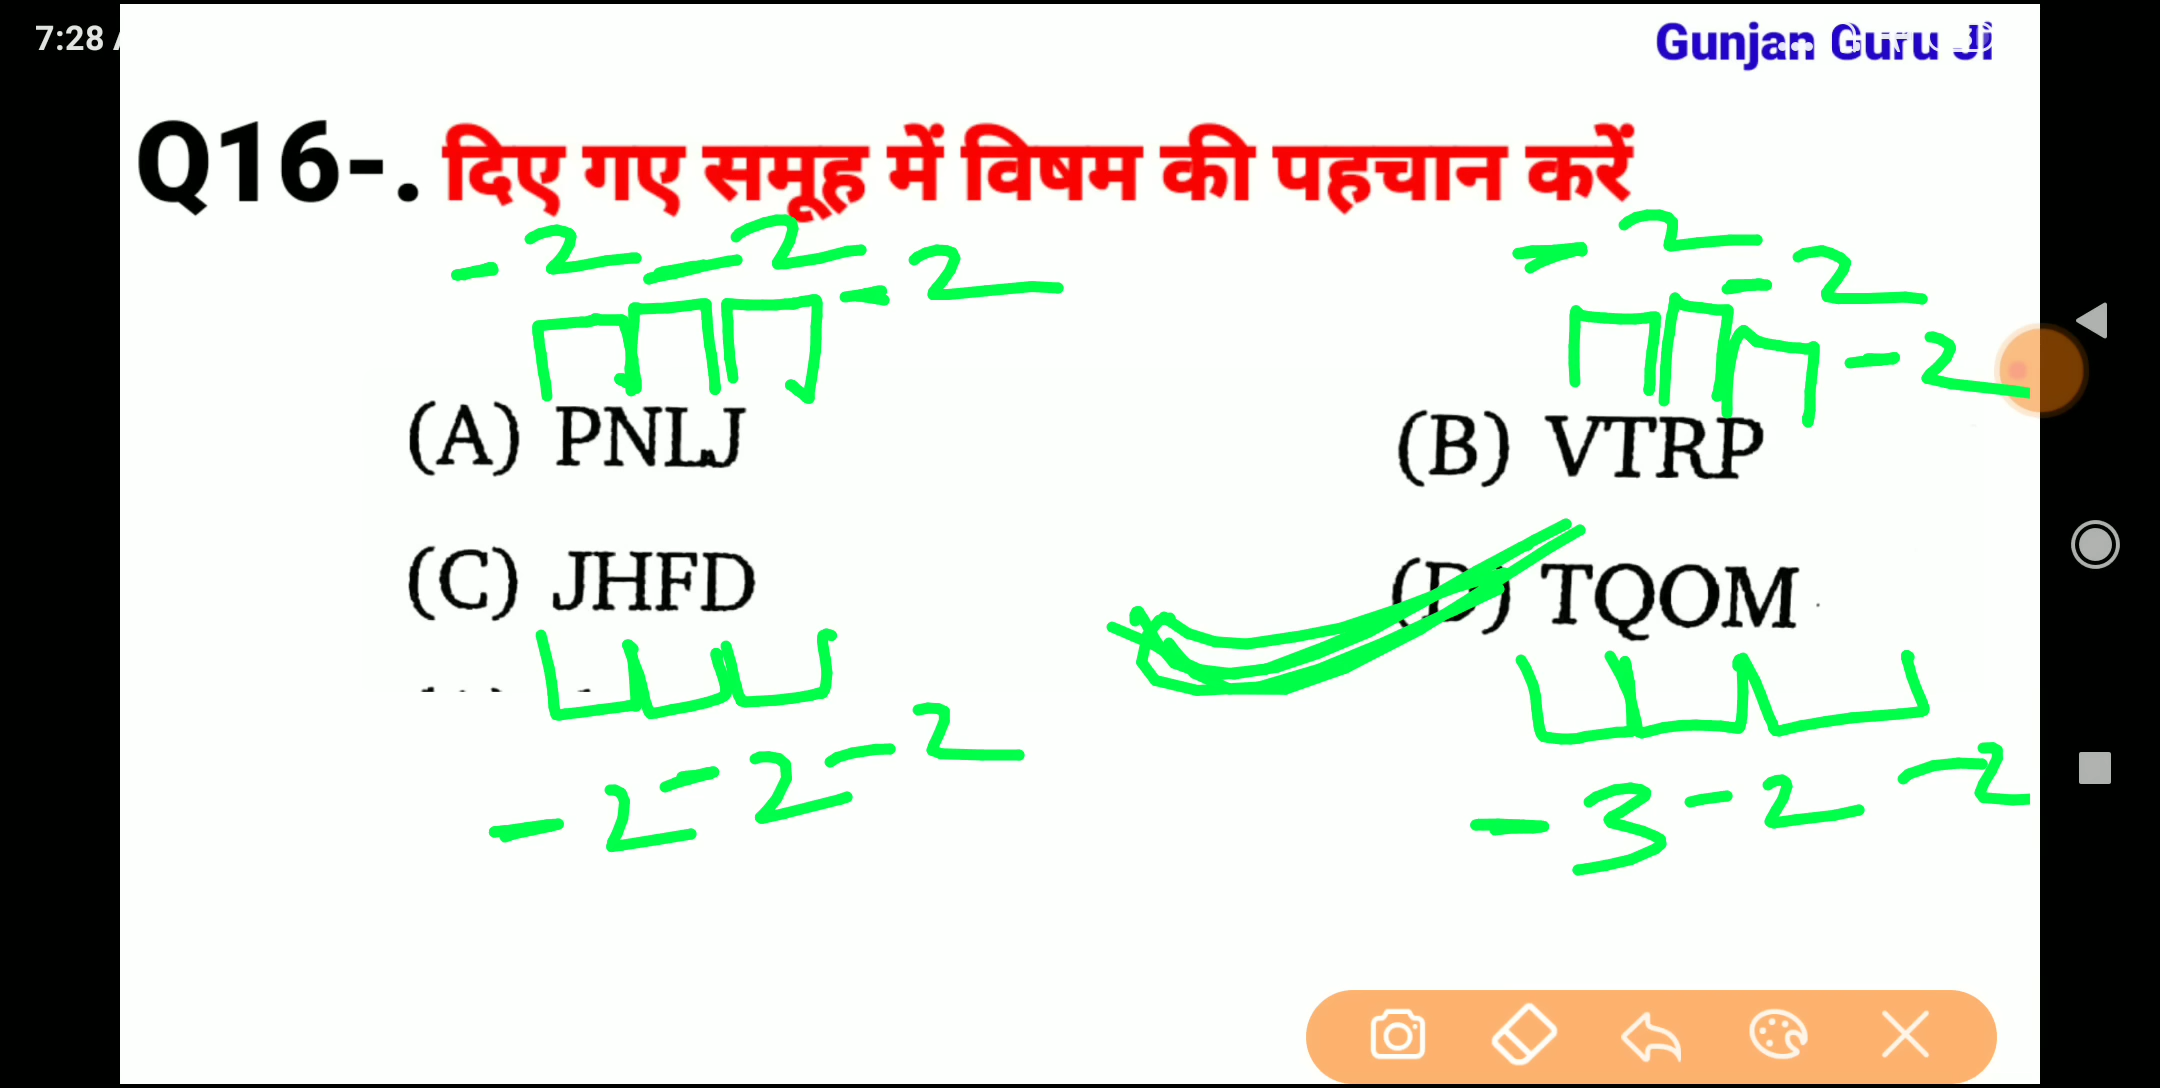 7:28
Gunjan Guru Ji
Q16-. दिए गए समूह में विषम की पहचान करें
- 2 - 2 - 2
- 2 - 2 - 2
(A) PNLJ
(B) VTRP
(C) JHFD
(D) TQOM
- 2 - 2 - 2
- 3 - 2 - 2